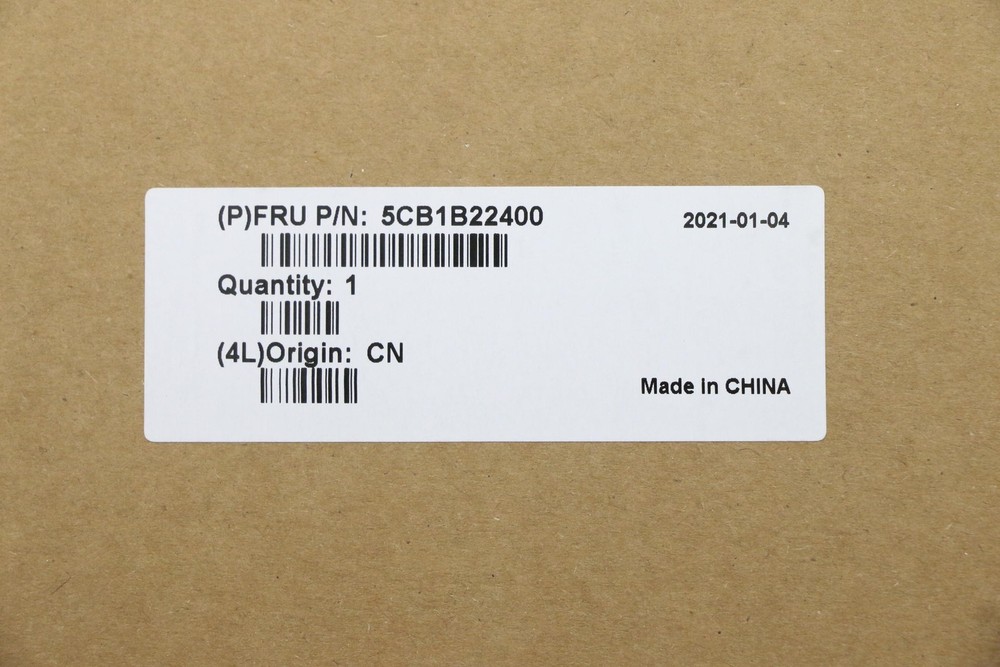 (P)FRU P/N: 5CB1B22400
2021-01-04
Quantity: 1
(4L)Origin: CN
Made in CHINA